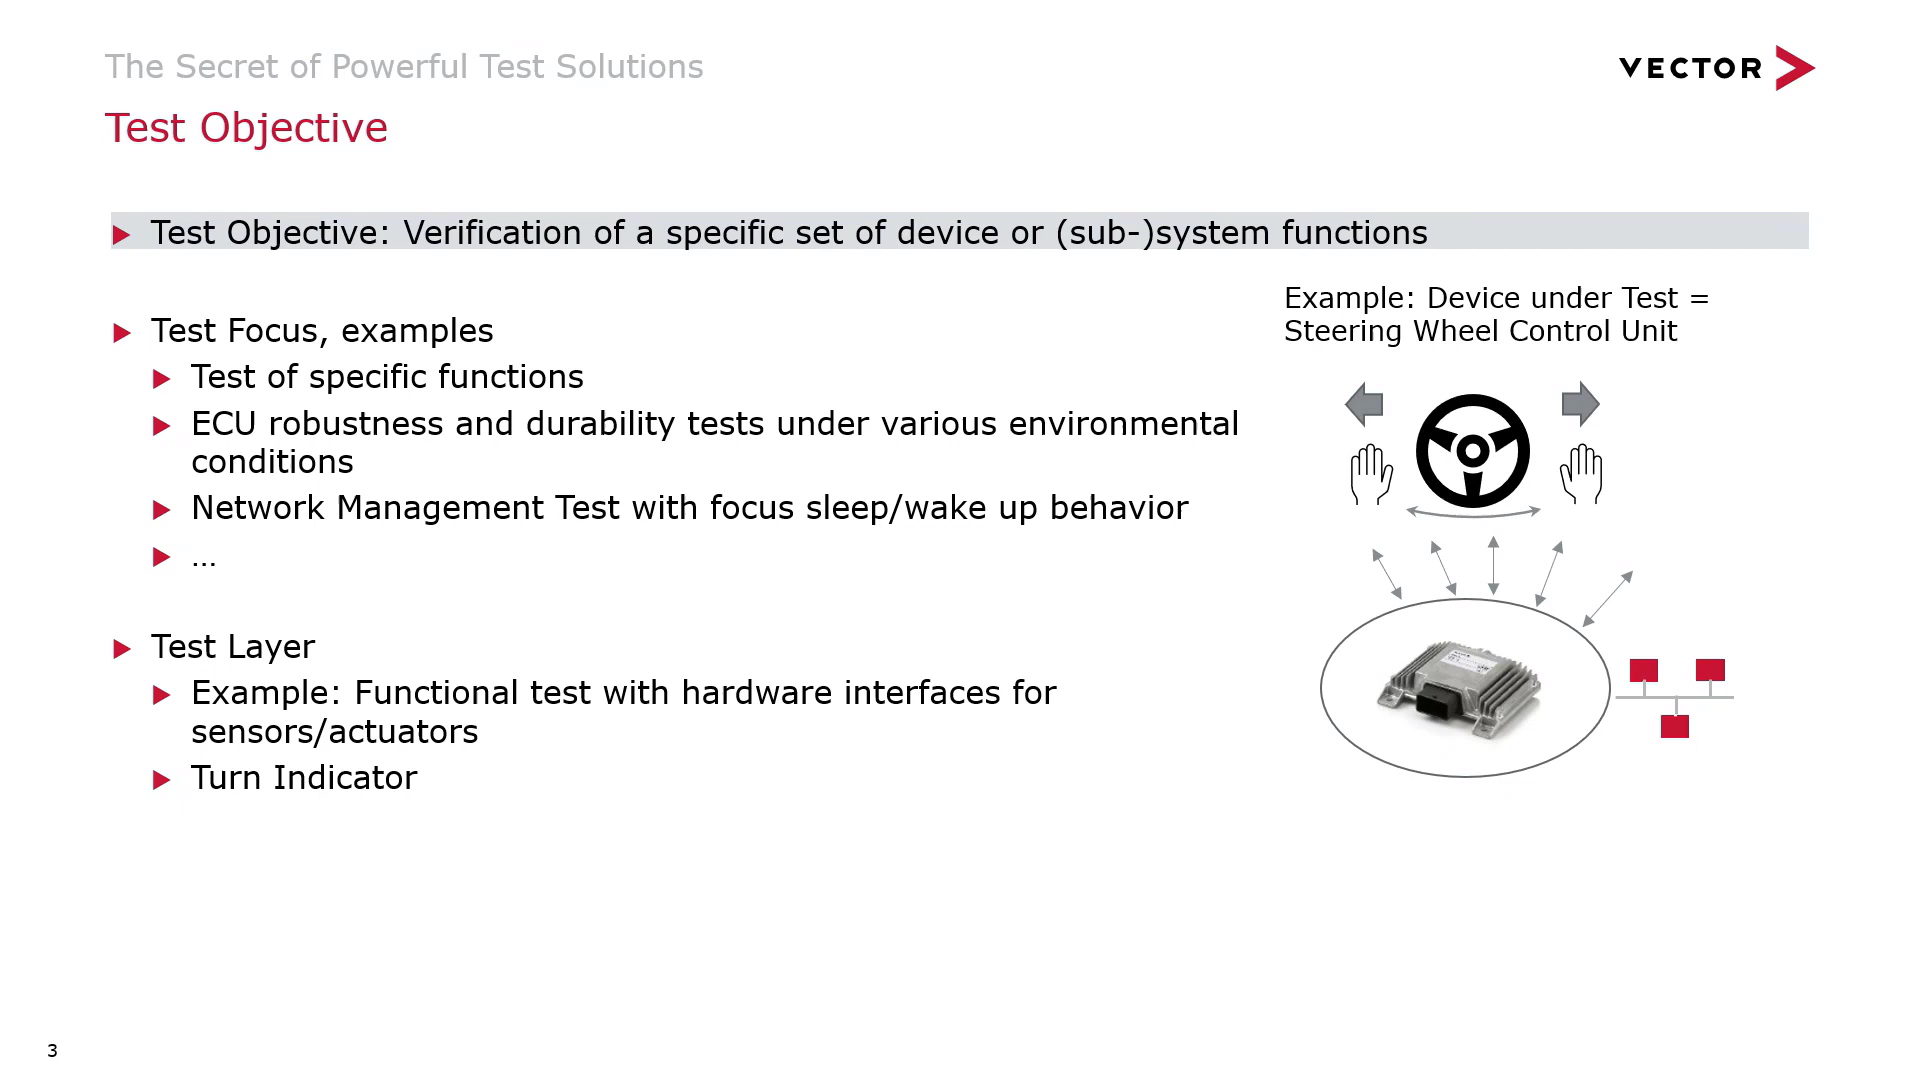 The Secret of Powerful Test Solutions
VECTOR
Test Objective
Test Objective: Verification of a specific set of device or (sub-)system functions
Test Focus, examples
Test of specific functions
ECU robustness and durability tests under various environmental
conditions
Network Management Test with focus sleep/wake up behavior
...
Test Layer
Example: Functional test with hardware interfaces for
sensors/actuators
Turn Indicator
Example: Device under Test =
Steering Wheel Control Unit
3